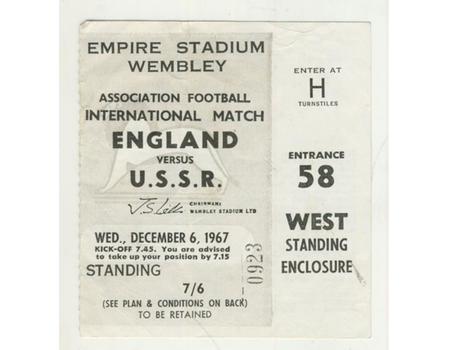 EMPIRE STADIUM
WEMBLEY
ASSOCIATION FOOTBALL
INTERNATIONAL MATCH
ENGLAND
VERSUS
U.S.S.R.
CHAIRMAN:
WEMBLEY STADIUM LTD
WED., DECEMBER 6, 1967
KICK-OFF 7.45. You are advised
to take up your position by 7.15
STANDING
7/6
(SEE PLAN & CONDITIONS ON BACK)
TO BE RETAINED
0923
ENTER AT
H
TURNSTILES
ENTRANCE
58
WEST
STANDING
ENCLOSURE